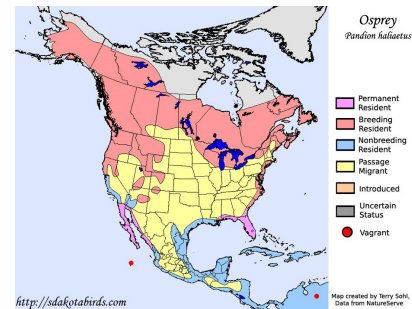 Osprey
Pandion haliaetus
Permanent
Resident
Breeding
Resident
Nonbreeding
Resident
Passage
Migrant
Introduced
Uncertain
Status
Vagrant
http://sdakotabirds.com
Map created by Terry Sohl,
Data from NatureServe